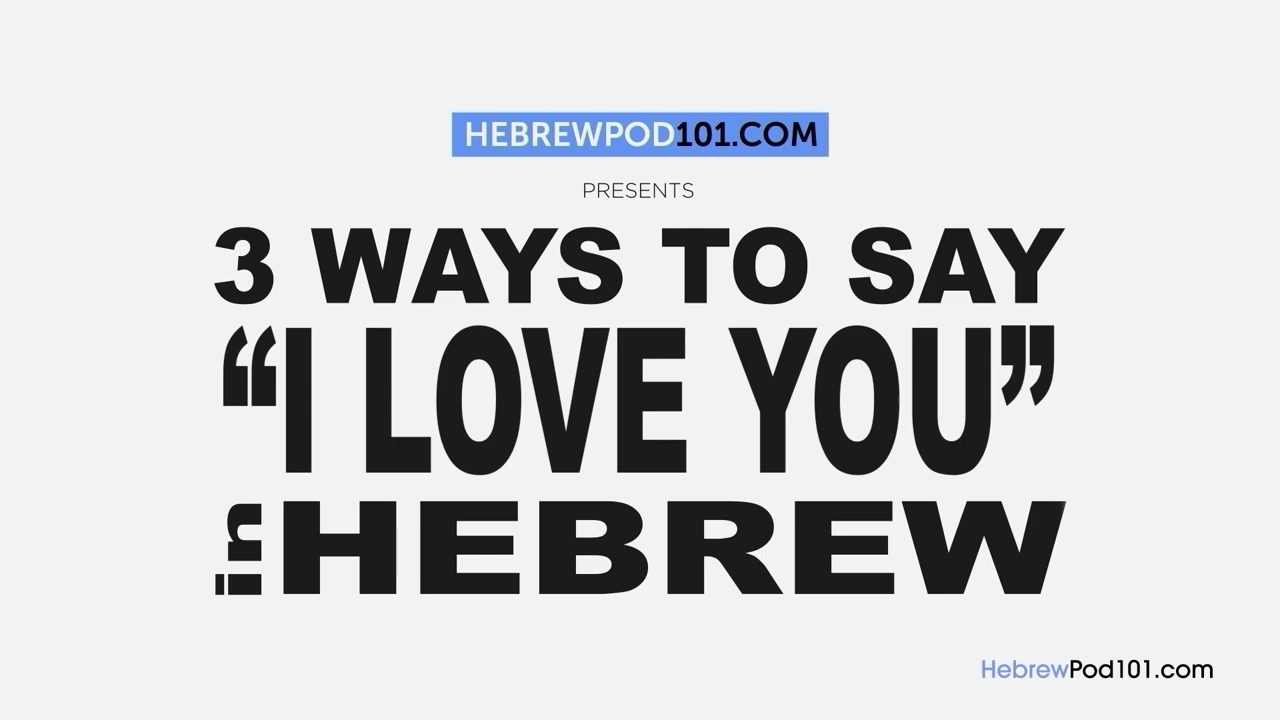 HEBREWPOD101.COM
PRESENTS
3 WAYS TO SAY
“I LOVE YOU”
in HEBREW
HebrewPod101.com